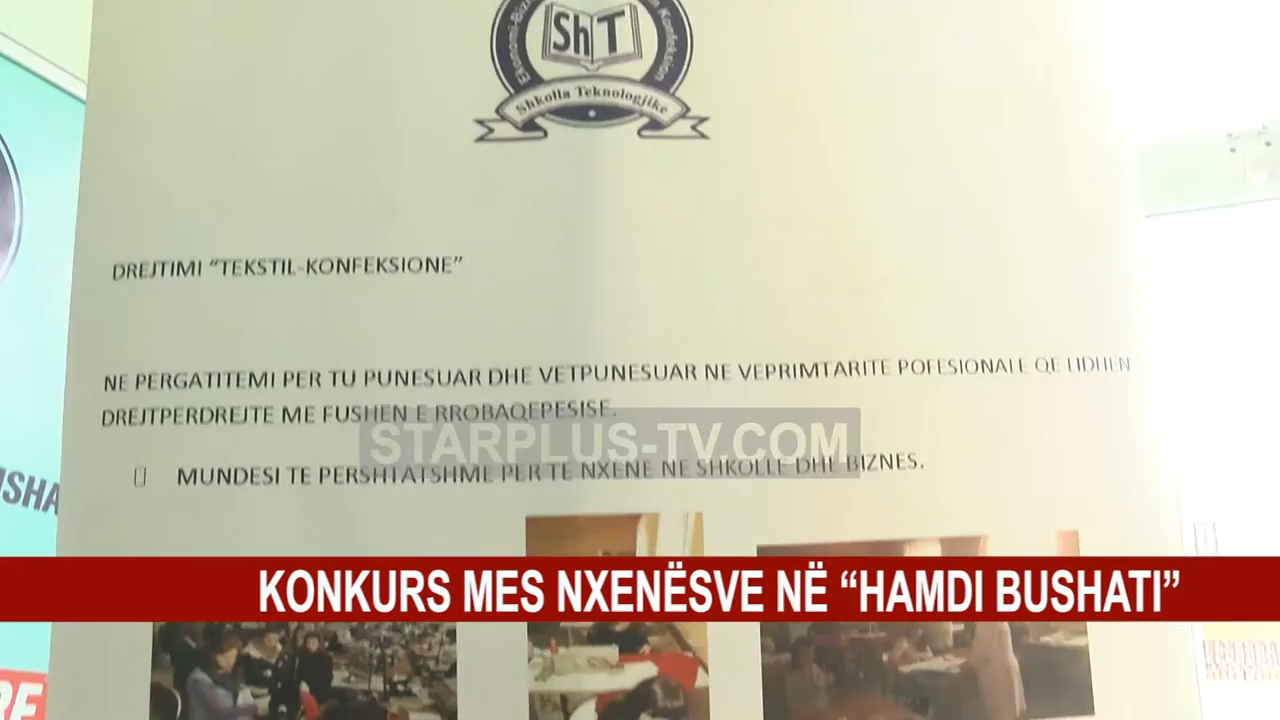 ShT
Shkolla Teknologjike
DREJTIMI “TEKSTIL-KONFEKSIONE”
NE PERGATITEMI PER TU PUNESUAR DHE VETPUNESUAR NE VEPRIMTARITE POFESIONALE QE LIDHEN
DREJTPERDREJTE ME FUSHEN E RROBAQEPESISE.
STARPLUS-TV.COM
MUNDESI TE PERSHTATSHME PER TE NXENE NE SHKOLLE DHE BIZNES.
KONKURS MES NXENËSVE NË “HAMDI BUSHATI”